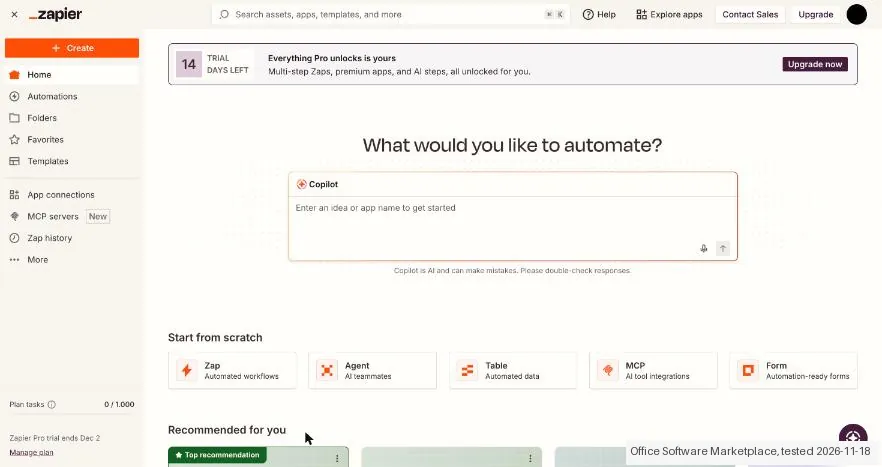 _zapier
Search assets, apps, templates, and more
⌘ K
Help
Explore apps
Contact Sales
Upgrade
+ Create
Home
Automations
Folders
Favorites
Templates
App connections
MCP servers New
Zap history
More
Plan tasks 0 / 1.000
Zapier Pro trial ends Dec 2
Manage plan
14 TRIAL
DAYS LEFT
Everything Pro unlocks is yours
Multi-step Zaps, premium apps, and AI steps, all unlocked for you.
Upgrade now
What would you like to automate?
Copilot
Enter an idea or app name to get started
Copilot is AI and can make mistakes. Please double-check responses.
Start from scratch
Zap
Automated workflows
Agent
AI teammates
Table
Automated data
MCP
AI tool integrations
Form
Automation-ready forms
Recommended for you
Top recommendation
Office Software Marketplace, tested 2026-11-18